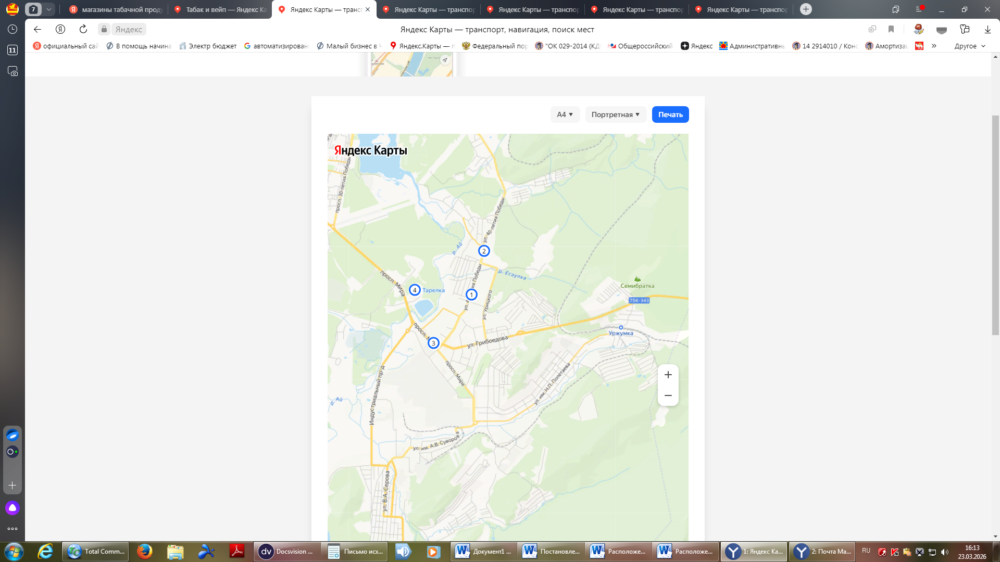 7
магазины табачной проду
Табак и вейп — Яндекс Ка
Яндекс Карты — трансп
Яндекс Карты — транспор
Яндекс Карты — транспор
Яндекс Карты — транспор
Яндекс Карты — транспор
Яндекс
Яндекс Карты — транспорт, навигация, поиск мест
11
официальный сай
В помощь начина
Электр бюджет
автоматизирован
Малый бизнес в Ч
Яндекс.Карты — п
Федеральный пор
"ОК 029-2014 (КД
Общероссийский
Яндекс
Административн
14 2914010 / Конс
Амортизац
»
Другое
A4
Портретная
Печать
Яндекс Карты
просп. 30-летия Победы
ул. 40-летия Победы
р. Ай
2
р. Есаулка
просп. Мира
4
Тарелка
1
ия Победы
ул. 4
ул. Урицкого
Семибратка
75К-343
Уржумка
просп. М
3
ул. Грибоедова
просп. Мира
ул. им. Н.П. Полетаева
Индустриальный пр-д
р. Ай
ул. им. А.В. Суворова
ул. В.А. Серова
Total Comm...
Docsvision ...
Письмо исх...
Документ1 ...
Постановле...
Расположе...
Расположе...
1: Яндекс Ка...
2: Почта Ма...
RU
16:13
23.03.2026